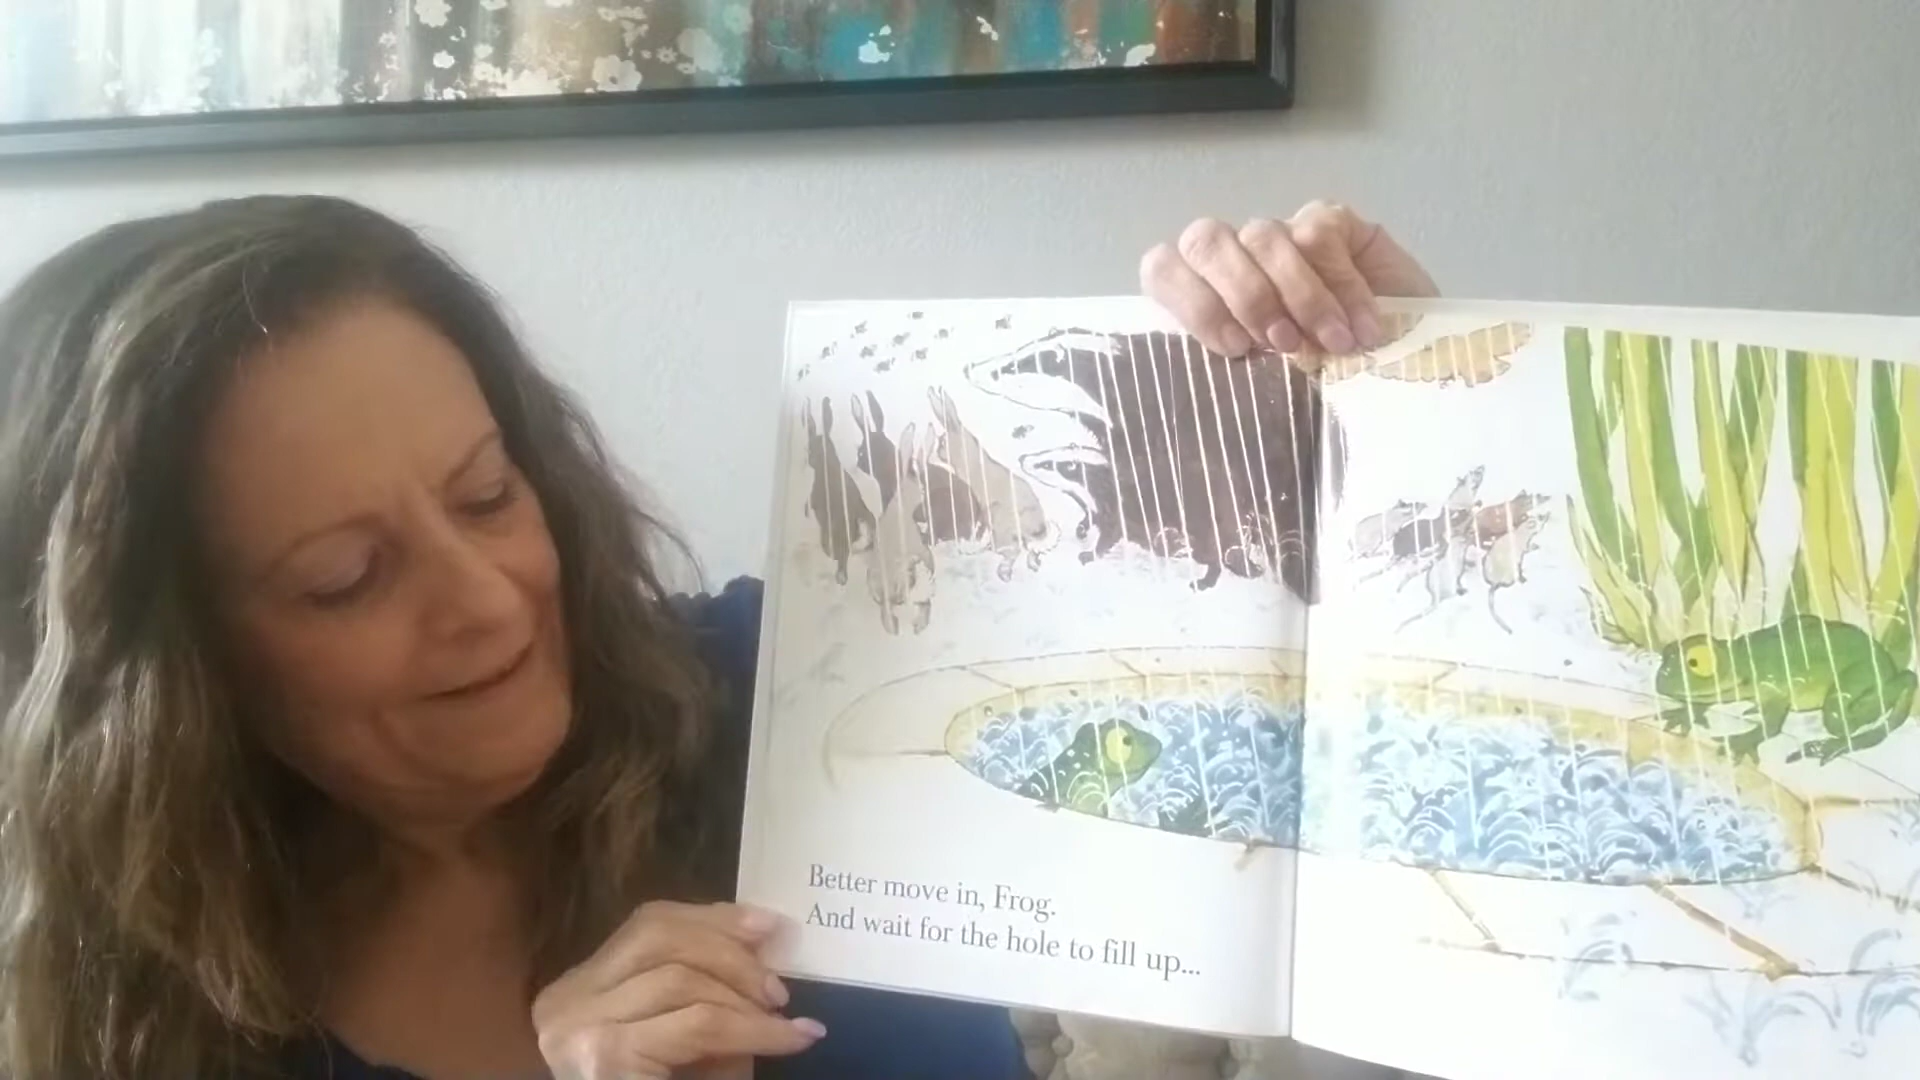 Better move in, Frog.
And wait for the hole to fill up...